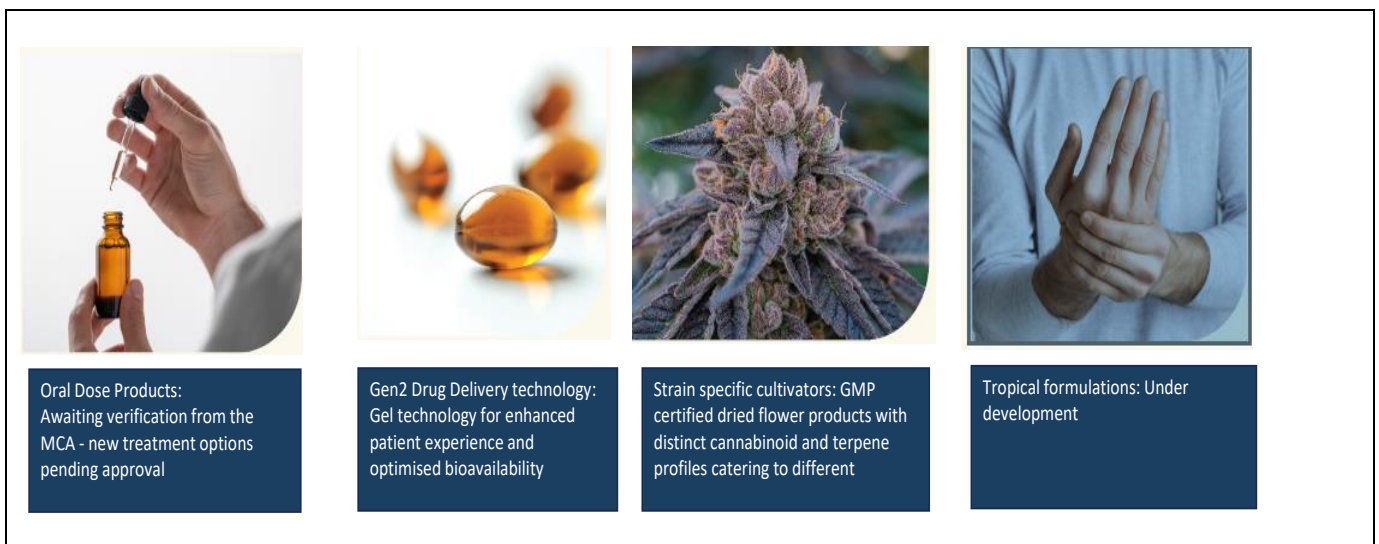 Oral Dose Products:
Awaiting verification from the
MCA - new treatment options
pending approval
Gen2 Drug Delivery technology:
Gel technology for enhanced
patient experience and
optimised bioavailability
Strain specific cultivators: GMP
certified dried flower products with
distinct cannabinoid and terpene
profiles catering to different
Tropical formulations: Under
development